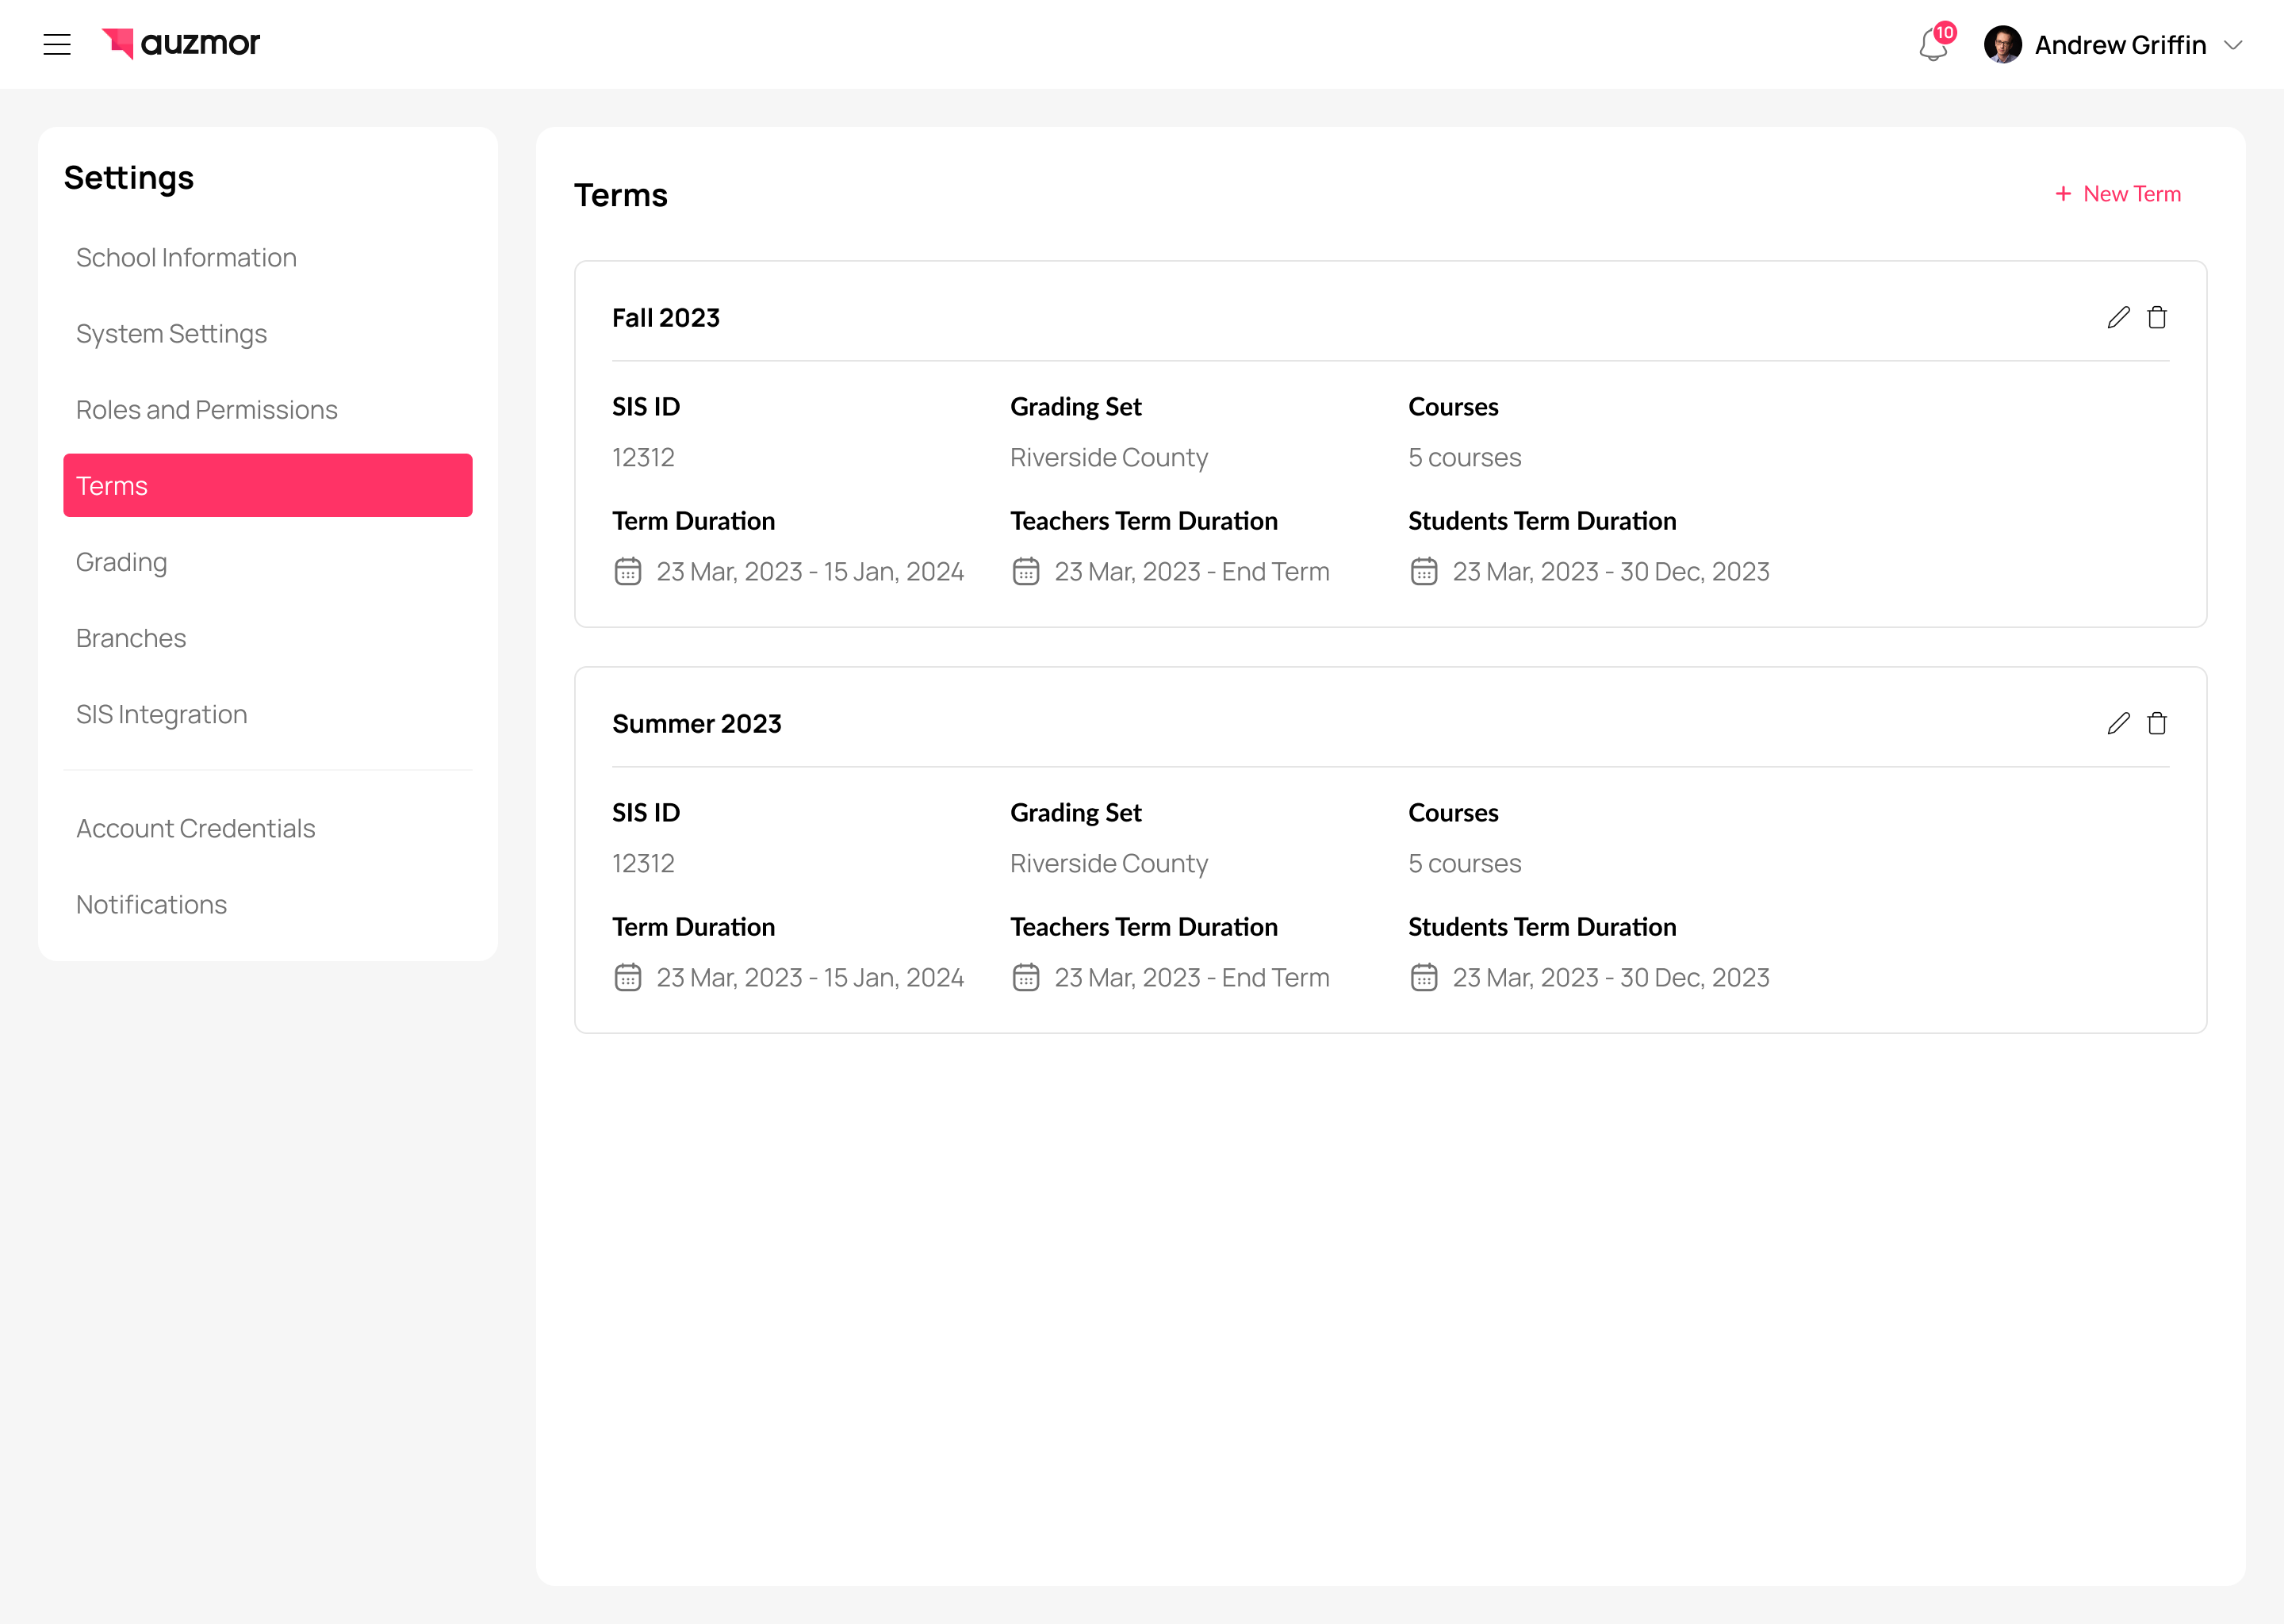 auzmor
10
Andrew Griffin
Settings
School Information
System Settings
Roles and Permissions
Terms
Grading
Branches
SIS Integration
Account Credentials
Notifications
Terms
+ New Term
Fall 2023
SIS ID
Grading Set
Courses
12312
Riverside County
5 courses
Term Duration
Teachers Term Duration
Students Term Duration
23 Mar, 2023 - 15 Jan, 2024
23 Mar, 2023 - End Term
23 Mar, 2023 - 30 Dec, 2023
Summer 2023
SIS ID
Grading Set
Courses
12312
Riverside County
5 courses
Term Duration
Teachers Term Duration
Students Term Duration
23 Mar, 2023 - 15 Jan, 2024
23 Mar, 2023 - End Term
23 Mar, 2023 - 30 Dec, 2023